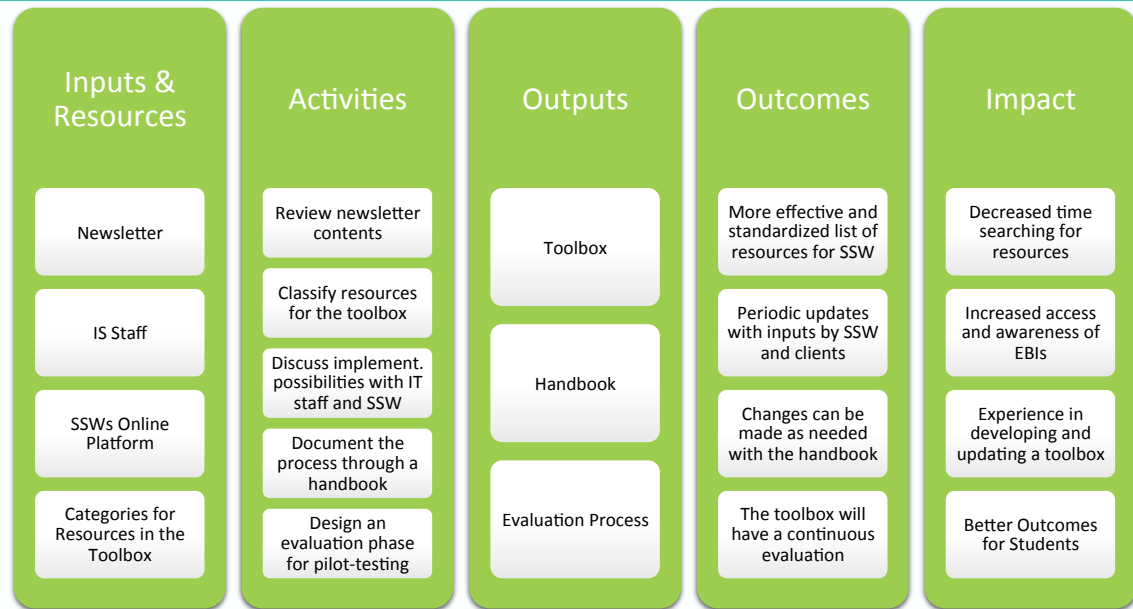 Inputs &
Resources
Newsletter
IS Staff
SSWs Online
Platform
Categories for
Resources in the
Toolbox
Activities
Review newsletter
contents
Classify resources
for the toolbox
Discuss implement.
possibilities with IT
staff and SSW
Document the
process through a
handbook
Design an
evaluation phase
for pilot-testing
Outputs
Toolbox
Handbook
Evaluation Process
Outcomes
More effective and
standardized list of
resources for SSW
Periodic updates
with inputs by SSW
and clients
Changes can be
made as needed
with the handbook
The toolbox will
have a continuous
evaluation
Impact
Decreased time
searching for
resources
Increased access
and awareness of
EBIs
Experience in
developing and
updating a toolbox
Better Outcomes
for Students